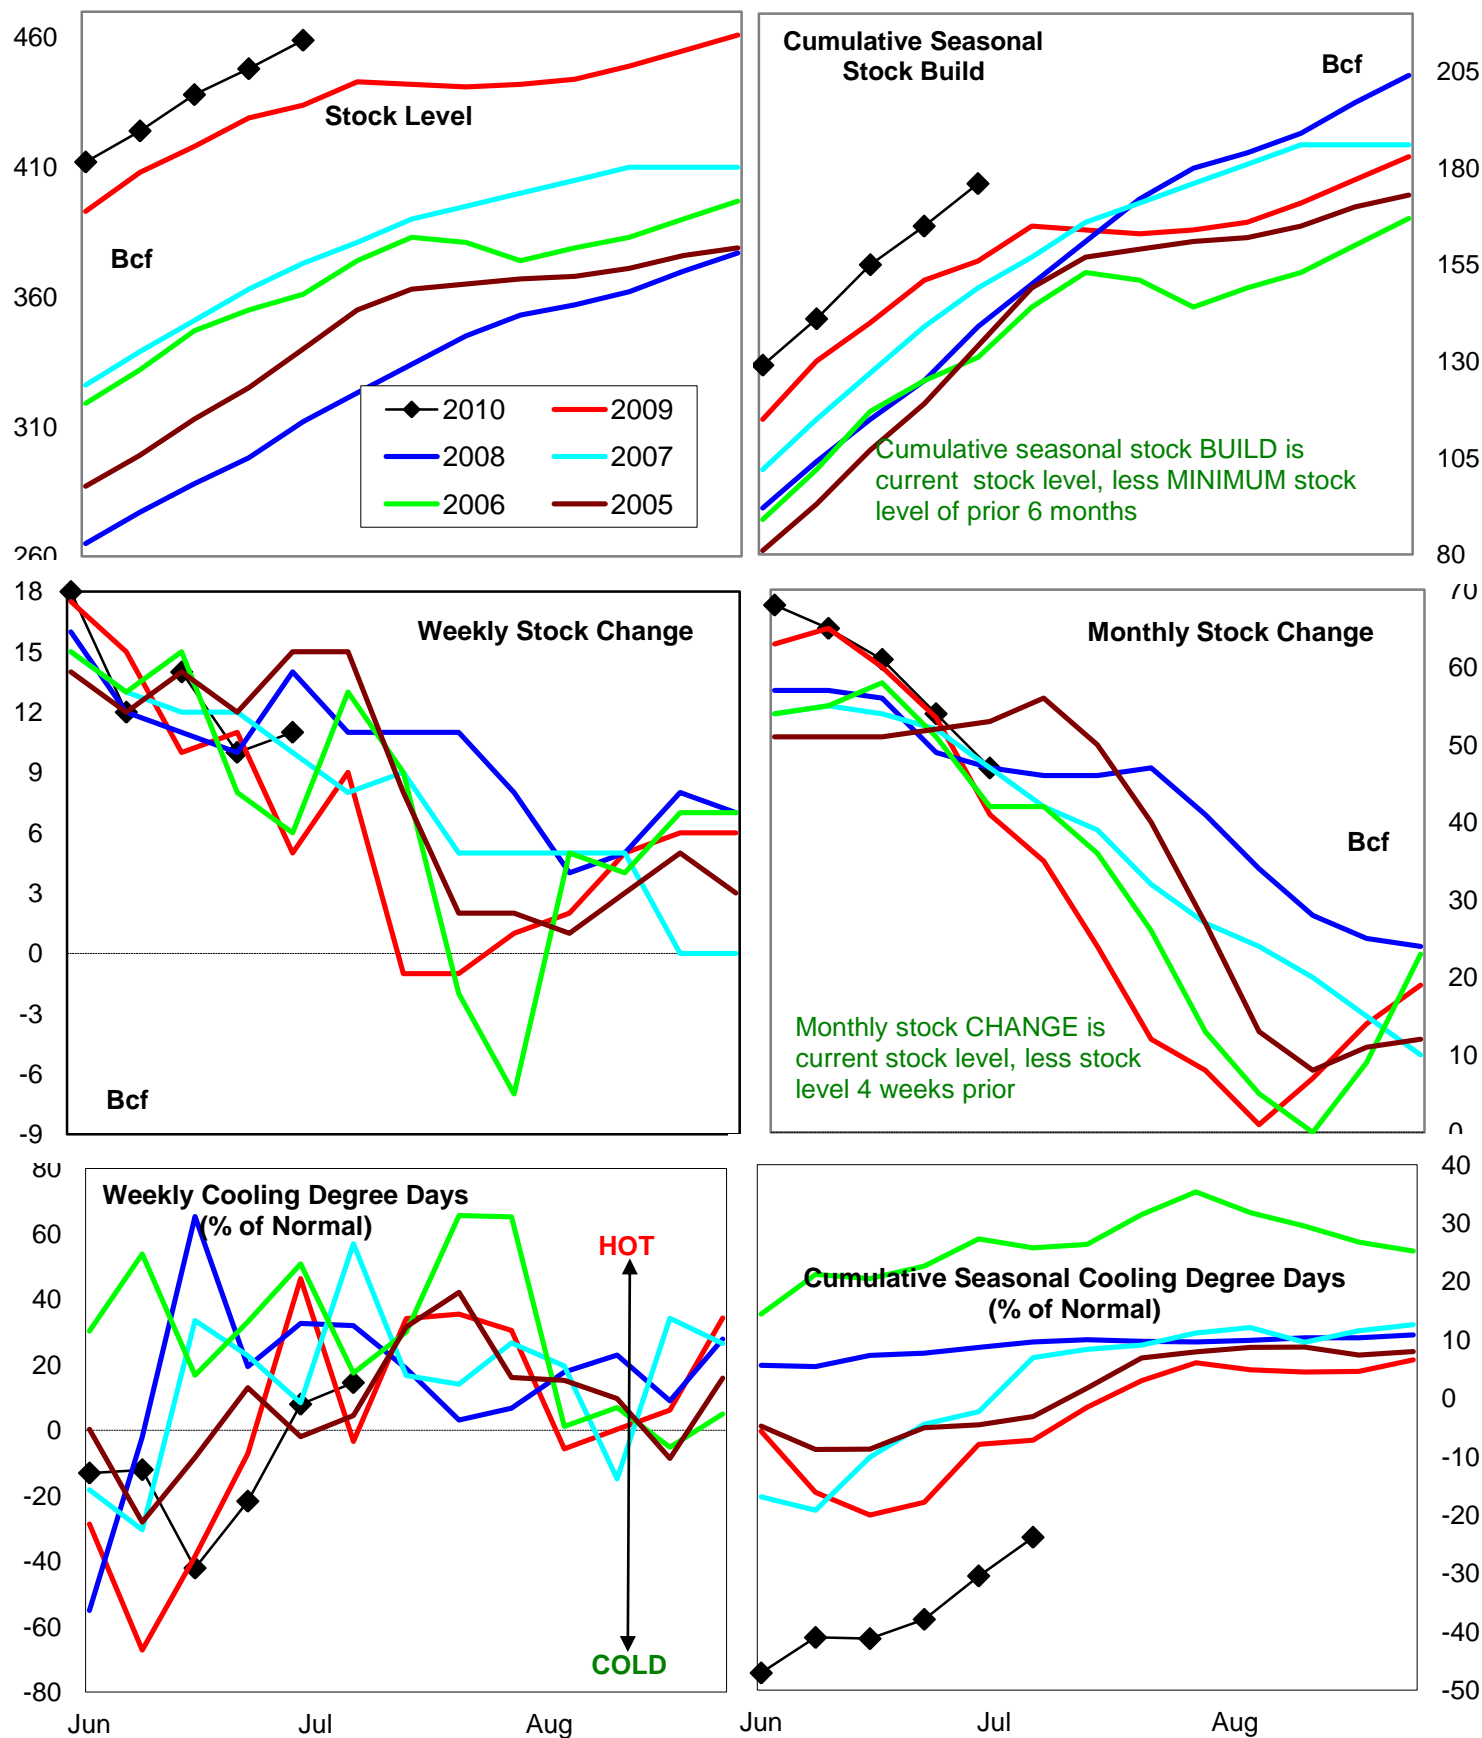 460
410
360
310
260
Stock Level
Bcf
2010
2009
2008
2007
2006
2005
Cumulative Seasonal
Stock Build
Bcf
205
180
155
130
105
80
Cumulative seasonal stock BUILD is
current stock level, less MINIMUM stock
level of prior 6 months
18
15
12
9
6
3
0
-3
-6
-9
Weekly Stock Change
Bcf
70
60
50
40
30
20
10
0
Monthly Stock Change
Bcf
Monthly stock CHANGE is
current stock level, less stock
level 4 weeks prior
80
60
40
20
0
-20
-40
-60
-80
Weekly Cooling Degree Days
(% of Normal)
HOT
COLD
Jun
Jul
Aug
40
30
20
10
0
-10
-20
-30
-40
-50
Cumulative Seasonal Cooling Degree Days
(% of Normal)
Jun
Jul
Aug